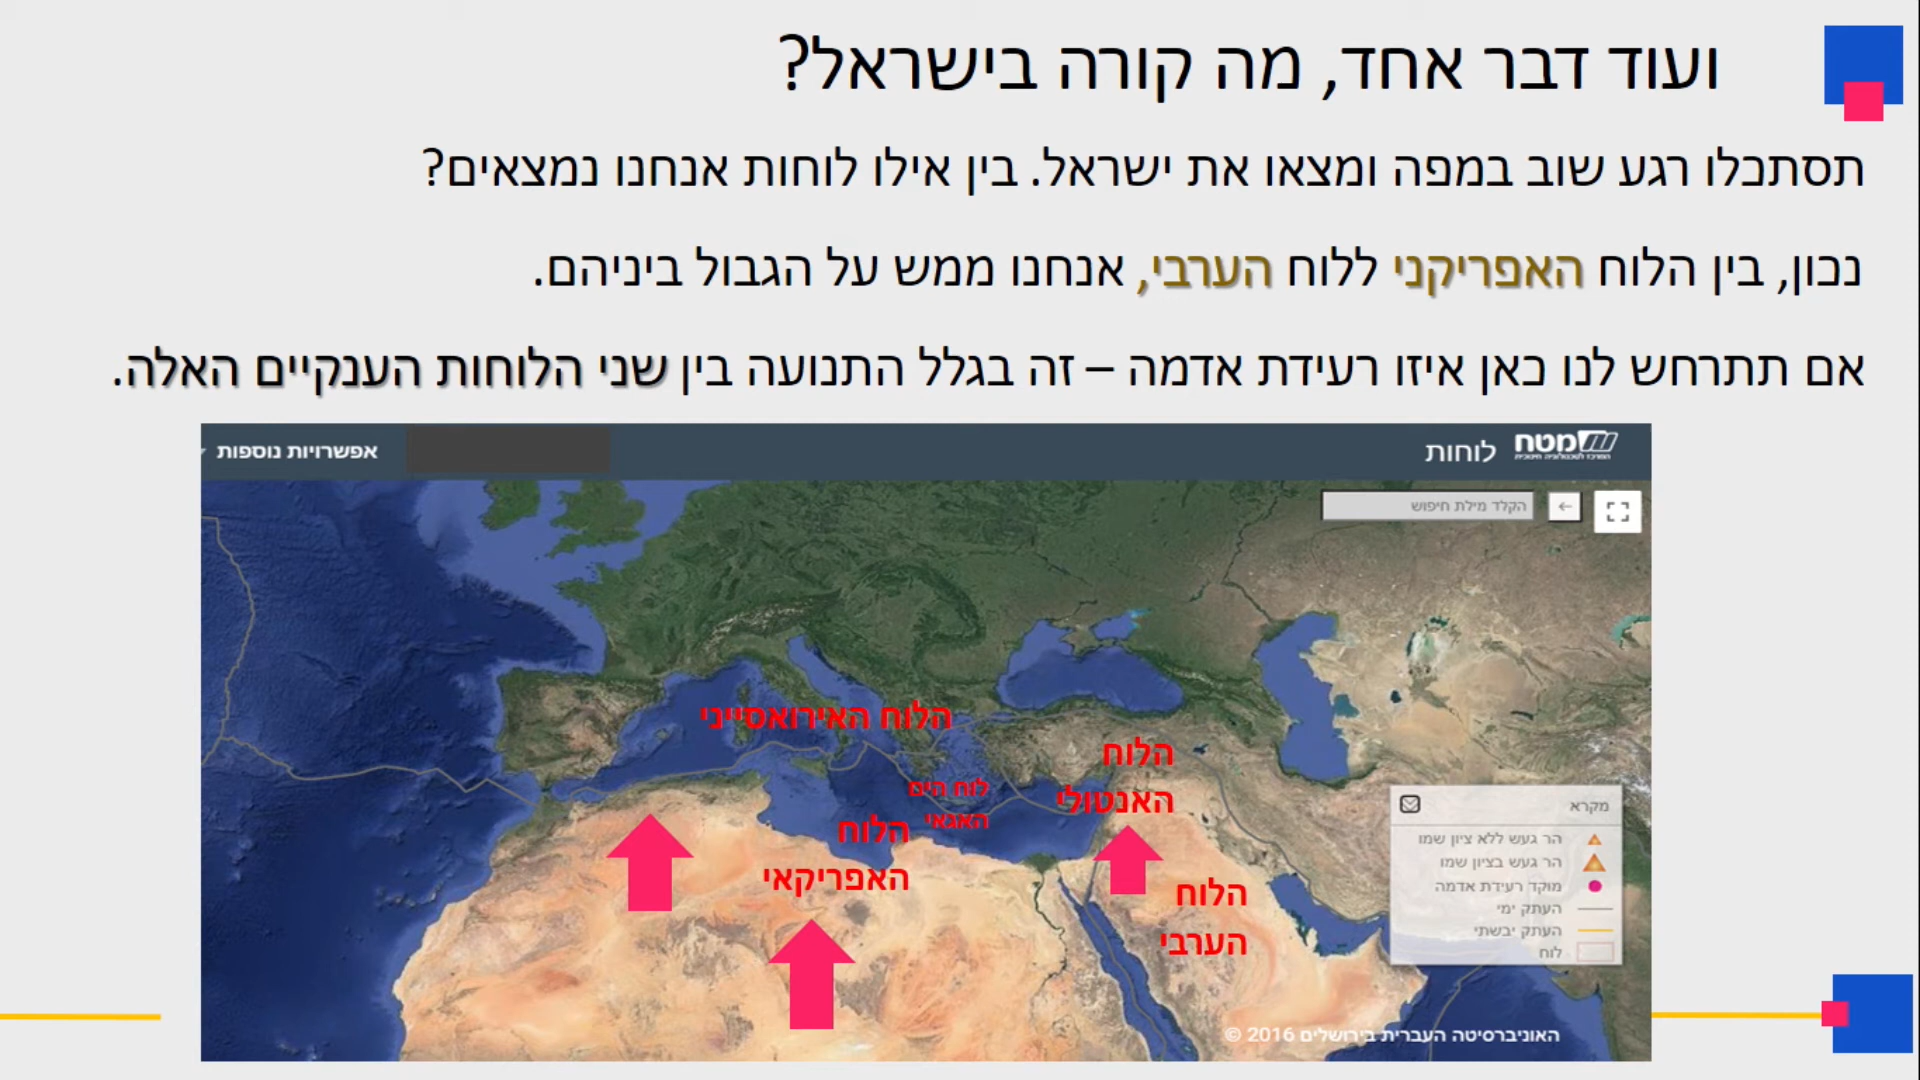 ועוד דבר אחד, מה קורה בישראל?
תסתכלו רגע שוב במפה ומצאו את ישראל. בין אילו לוחות אנחנו נמצאים?
נכון, בין הלוח האפריקני ללוח הערבי, אנחנו ממש על הגבול ביניהם.
אם תתרחש לנו כאן איזו רעידת אדמה – זה בגלל התנועה בין שני הלוחות הענקיים האלה.
מטח
המרכז לטכנולוגיה חינוכית
לוחות
אפשרויות נוספות
הקלד מילת חיפוש
הלוח האירואסייני
הלוח
האנטולי
לוח הים
האגאי
הלוח
האפריקאי
הלוח
הערבי
מקרא
הר געש ללא ציון שמו
הר געש בציון שמו
מוקד רעידת אדמה
העתק ימי
העתק יבשתי
לוח
האוניברסיטה העברית בירושלים 2016 ©